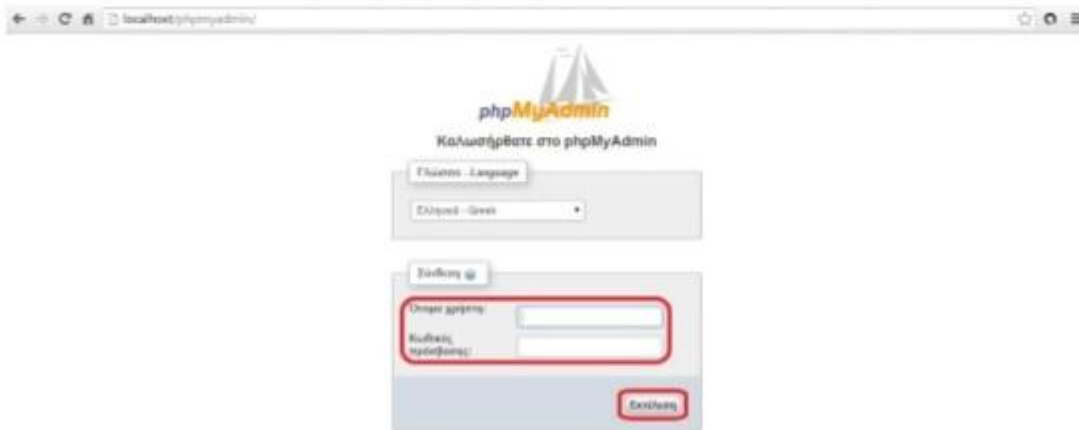 localhost/phpmyadmin/
phpMyAdmin
Καλωσήρθατε στο phpMyAdmin
Γλώσσα - Language
Ελληνικά - Greek
Σύνδεση
Όνομα χρήστη:
Κωδικός
πρόσβασης:
Εκτέλεση